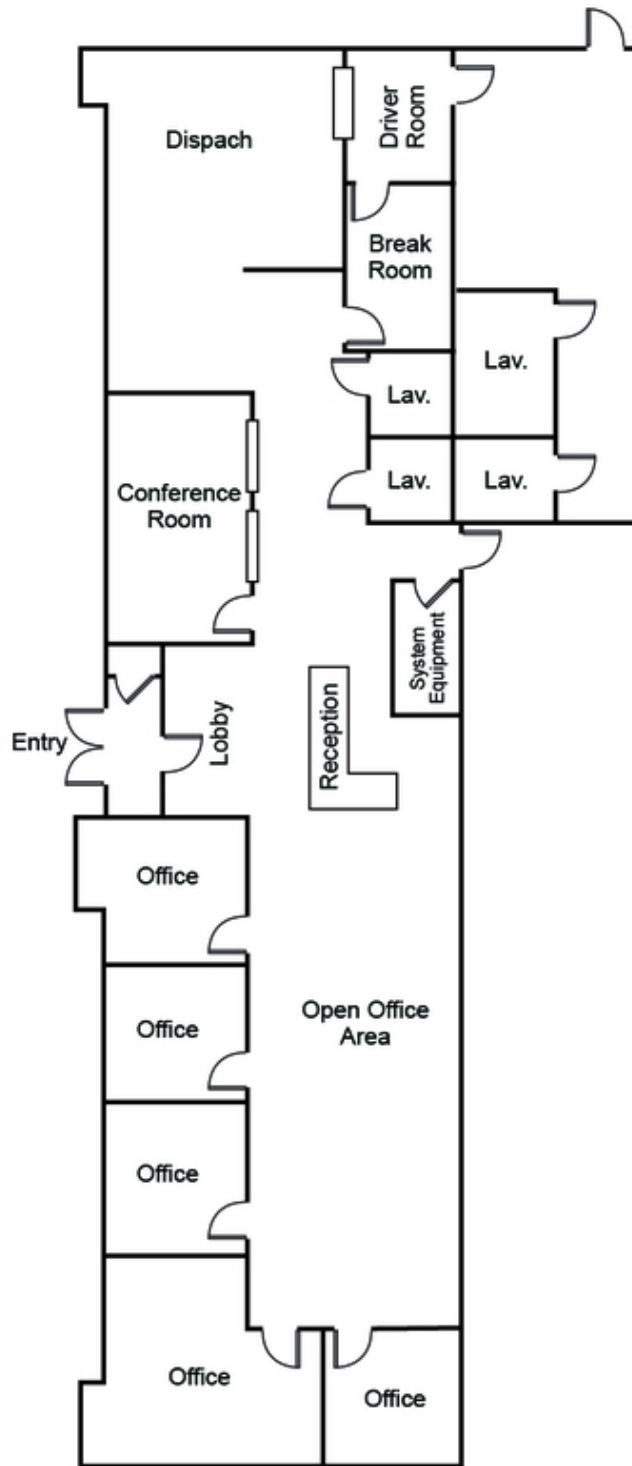 Dispach
Driver
Room
Break
Room
Lav.
Lav.
Lav.
Lav.
Conference
Room
System
Equipment
Entry
Lobby
Reception
Office
Office
Open Office
Area
Office
Office
Office